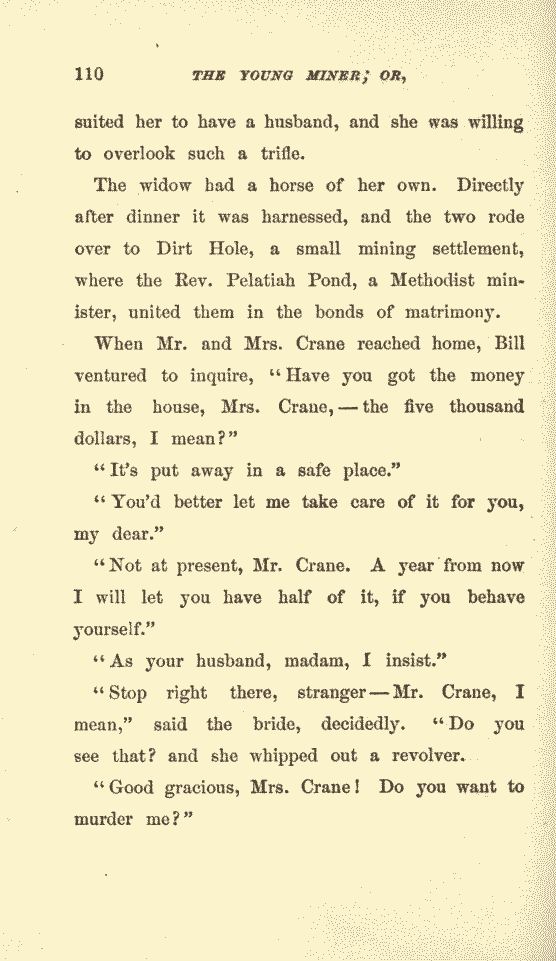 110 THE YOUNG MINER; OR,
suited her to have a husband, and she was willing
to overlook such a trifle.
The widow had a horse of her own. Directly
after dinner it was harnessed, and the two rode
over to Dirt Hole, a small mining settlement,
where the Rev. Pelatiah Pond, a Methodist min-
ister, united them in the bonds of matrimony.
When Mr. and Mrs. Crane reached home, Bill
ventured to inquire, “Have you got the money
in the house, Mrs. Crane,—the five thousand
dollars, I mean?”
“It’s put away in a safe place.”
“You’d better let me take care of it for you,
my dear.”
“Not at present, Mr. Crane. A year from now
I will let you have half of it, if you behave
yourself.”
“As your husband, madam, I insist.”
“Stop right there, stranger—Mr. Crane, I
mean,” said the bride, decidedly. “Do you
see that? and she whipped out a revolver.
“Good gracious, Mrs. Crane! Do you want to
murder me?”